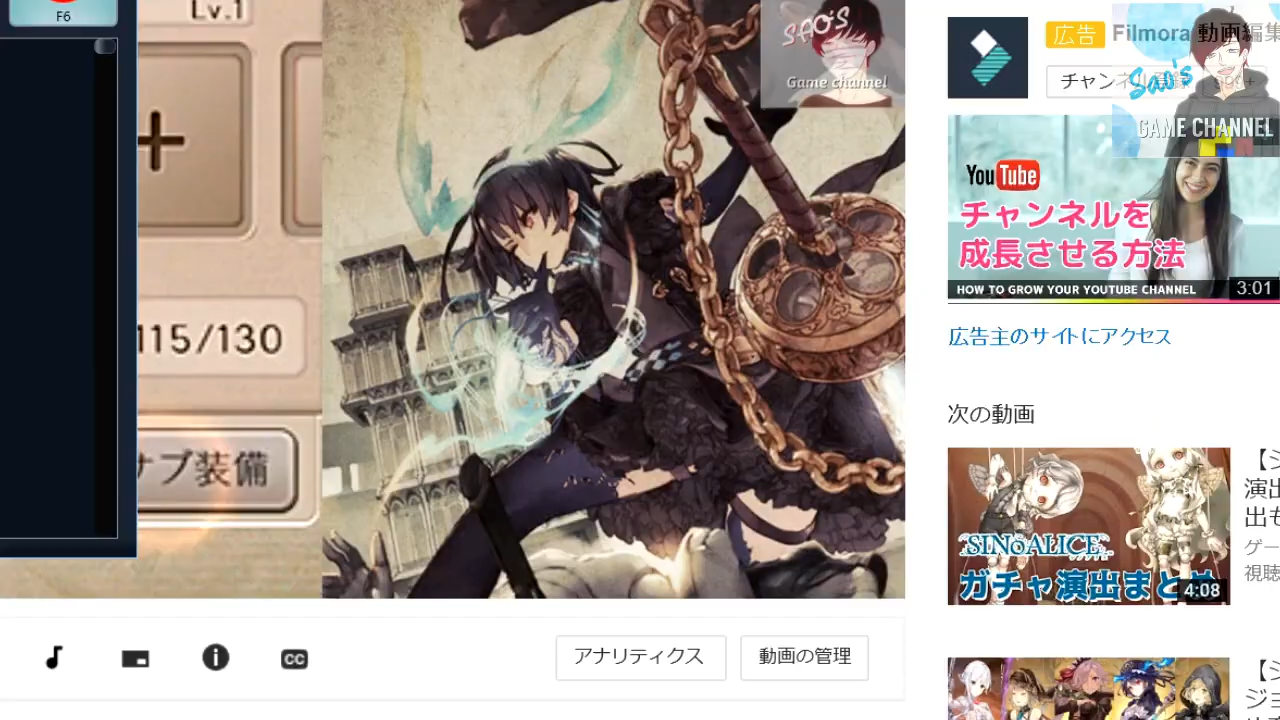 F6
Lv.1
115/130
サブ装備
SAO'S
Game channel
アナリティクス
動画の管理
広告
Filmora 動画編集
チャンネル登録
Sao's
GAME CHANNEL
YouTube
チャンネルを
成長させる方法
HOW TO GROW YOUR YOUTUBE CHANNEL
3:01
広告主のサイトにアクセス
次の動画
SINoALICE
ガチャ演出まとめ
4:08
【シ
演出
出も
ゲー
視聴
【シ
ジョ
CC